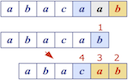 a b a c a a b
1
a b a c a b
4 3 2
a b a c a b